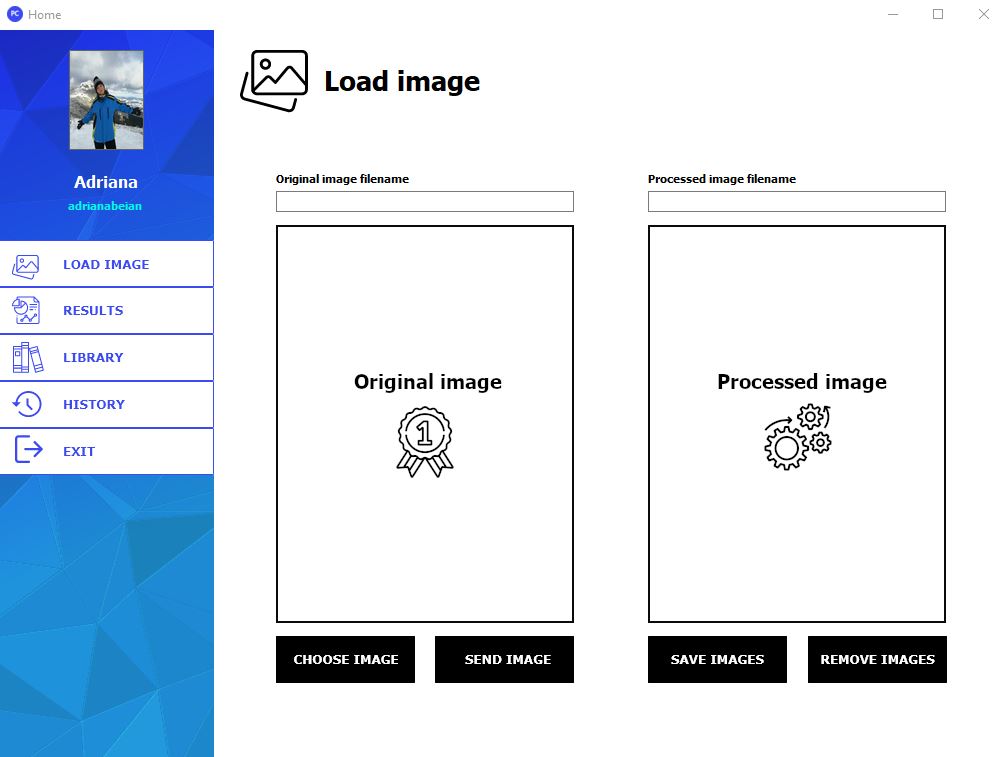 PC Home
Adriana
adrianabeian
LOAD IMAGE
RESULTS
LIBRARY
HISTORY
EXIT
Load image
Original image filename
Original image
1
CHOOSE IMAGE
SEND IMAGE
Processed image filename
Processed image
SAVE IMAGES
REMOVE IMAGES